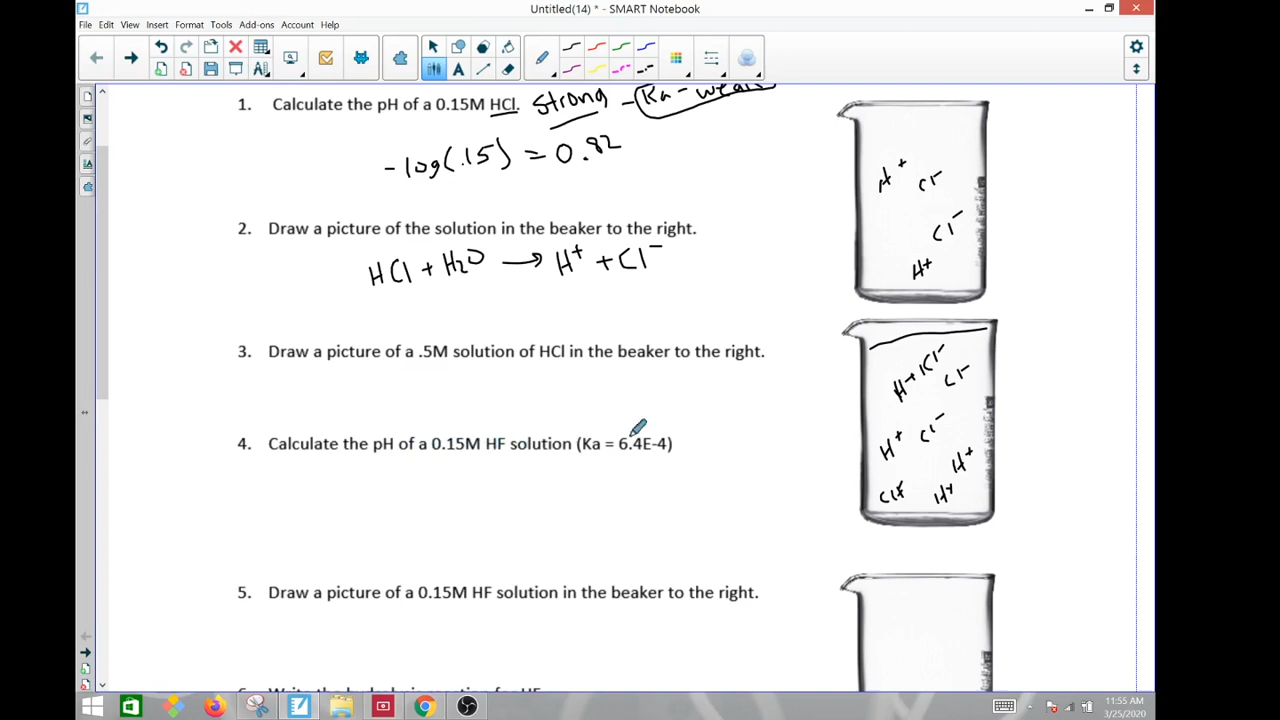 Untitled(14) * - SMART Notebook
File Edit View Insert Format Tools Add-ons Account Help
1. Calculate the pH of a 0.15M HCl. Strong - Ka - weak
-log(.15) = 0.82
H+ Cl-
Cl-
H+
2. Draw a picture of the solution in the beaker to the right.
HCl + H2O → H+ + Cl-
3. Draw a picture of a .5M solution of HCl in the beaker to the right.
H+ Cl-
Cl-
H+ Cl-
H+
H+
4. Calculate the pH of a 0.15M HF solution (Ka = 6.4E-4)
5. Draw a picture of a 0.15M HF solution in the beaker to the right.
11:55 AM
3/25/2020